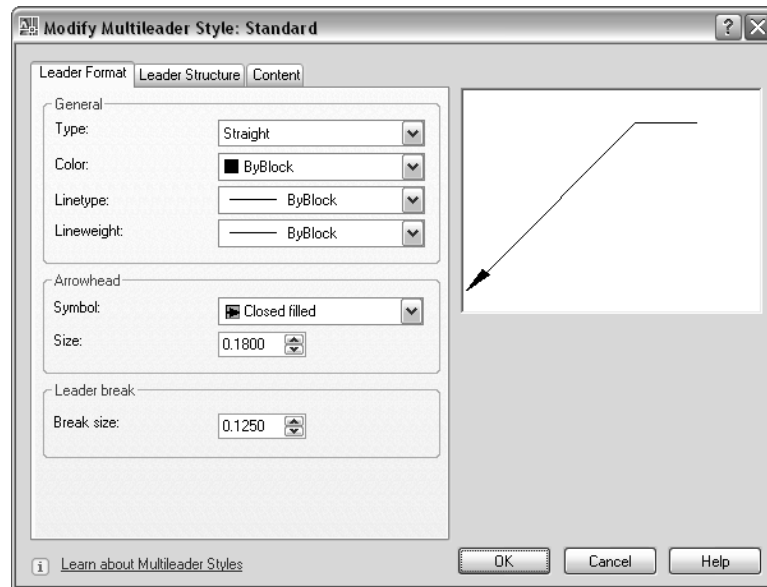 Modify Multileader Style: Standard
Leader Format Leader Structure Content
General
Type: Straight
Color: ByBlock
Linetype: ByBlock
Lineweight: ByBlock
Arrowhead
Symbol: Closed filled
Size: 0.1800
Leader break
Break size: 0.1250
Learn about Multileader Styles
OK Cancel Help